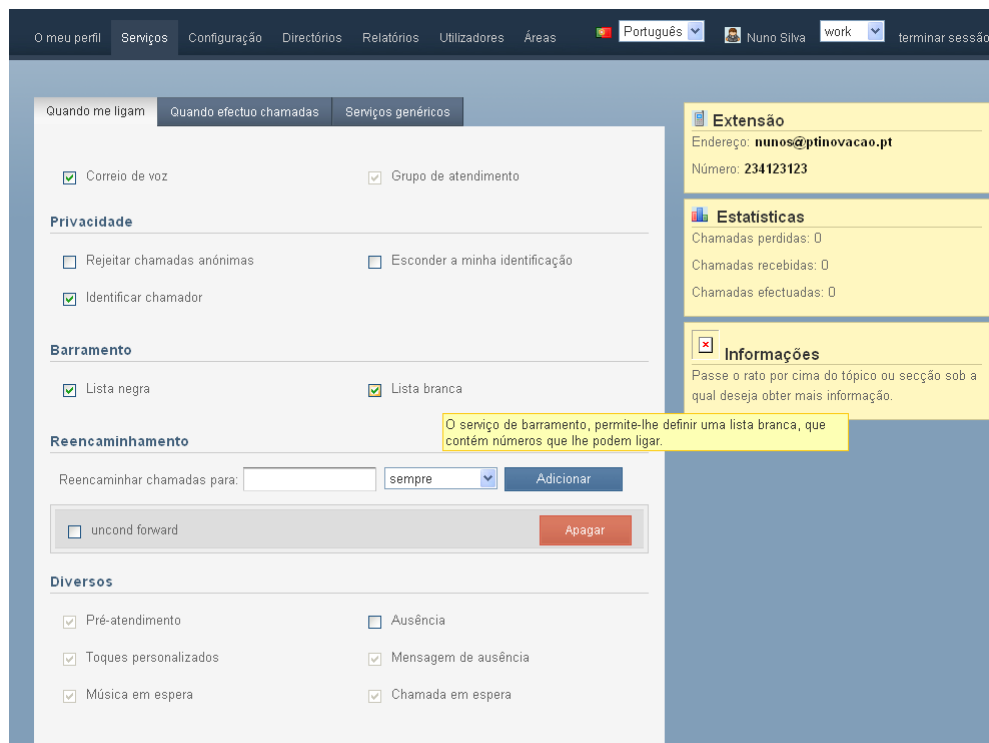 O meu perfil Serviços Configuração Directórios Relatórios Utilizadores Áreas Português Nuno Silva work terminar sessão
Quando me ligam Quando efectuo chamadas Serviços genéricos
Correio de voz Grupo de atendimento
Privacidade
Rejeitar chamadas anónimas Esconder a minha identificação
Identificar chamador
Barramento
Lista negra Lista branca
O serviço de barramento, permite-lhe definir uma lista branca, que
contém números que lhe podem ligar.
Reencaminhamento
Reencaminhar chamadas para: sempre Adicionar
uncond forward Apagar
Diversos
Pré-atendimento Ausência
Toques personalizados Mensagem de ausência
Música em espera Chamada em espera
Extensão
Endereço: nunos@ptinovacao.pt
Número: 234123123
Estatísticas
Chamadas perdidas: 0
Chamadas recebidas: 0
Chamadas efectuadas: 0
Informações
Passe o rato por cima do tópico ou secção sob a
qual deseja obter mais informação.